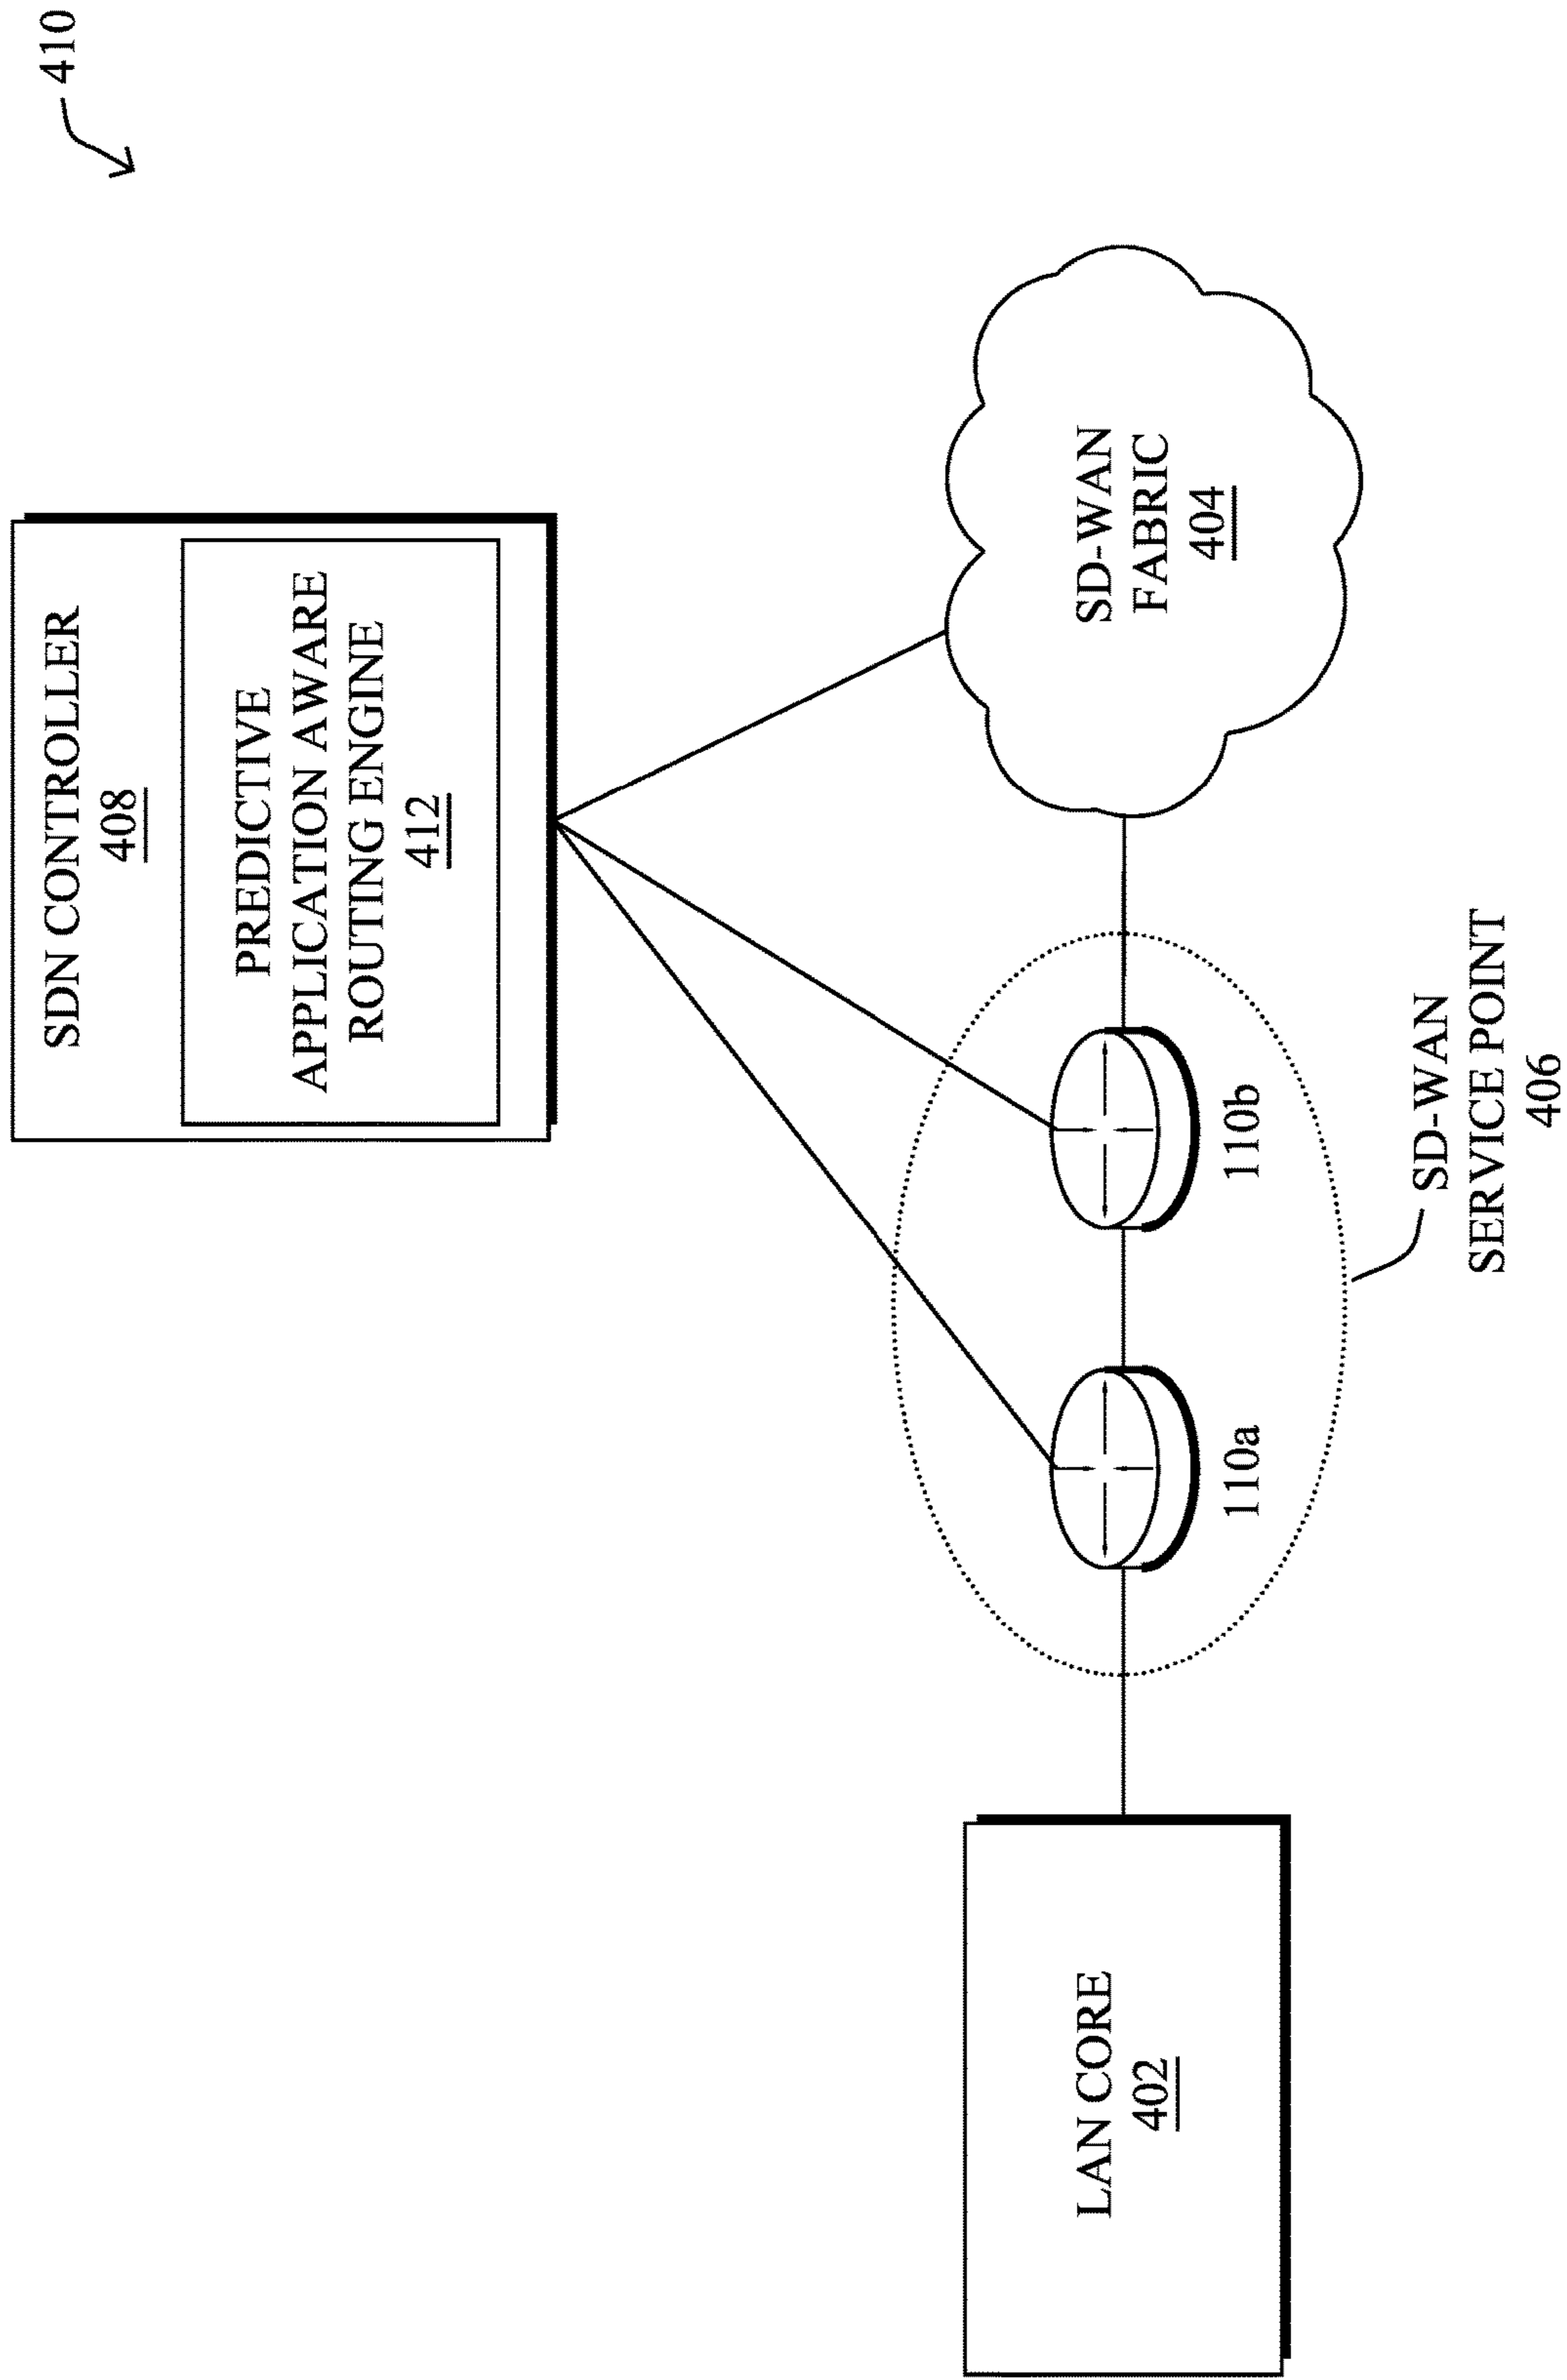 410
SDN CONTROLLER
408
PREDICTIVE
APPLICATION AWARE
ROUTING ENGINE
412
LAN CORE
402
110a
110b
SD-WAN
FABRIC
404
SD-WAN
SERVICE POINT
406